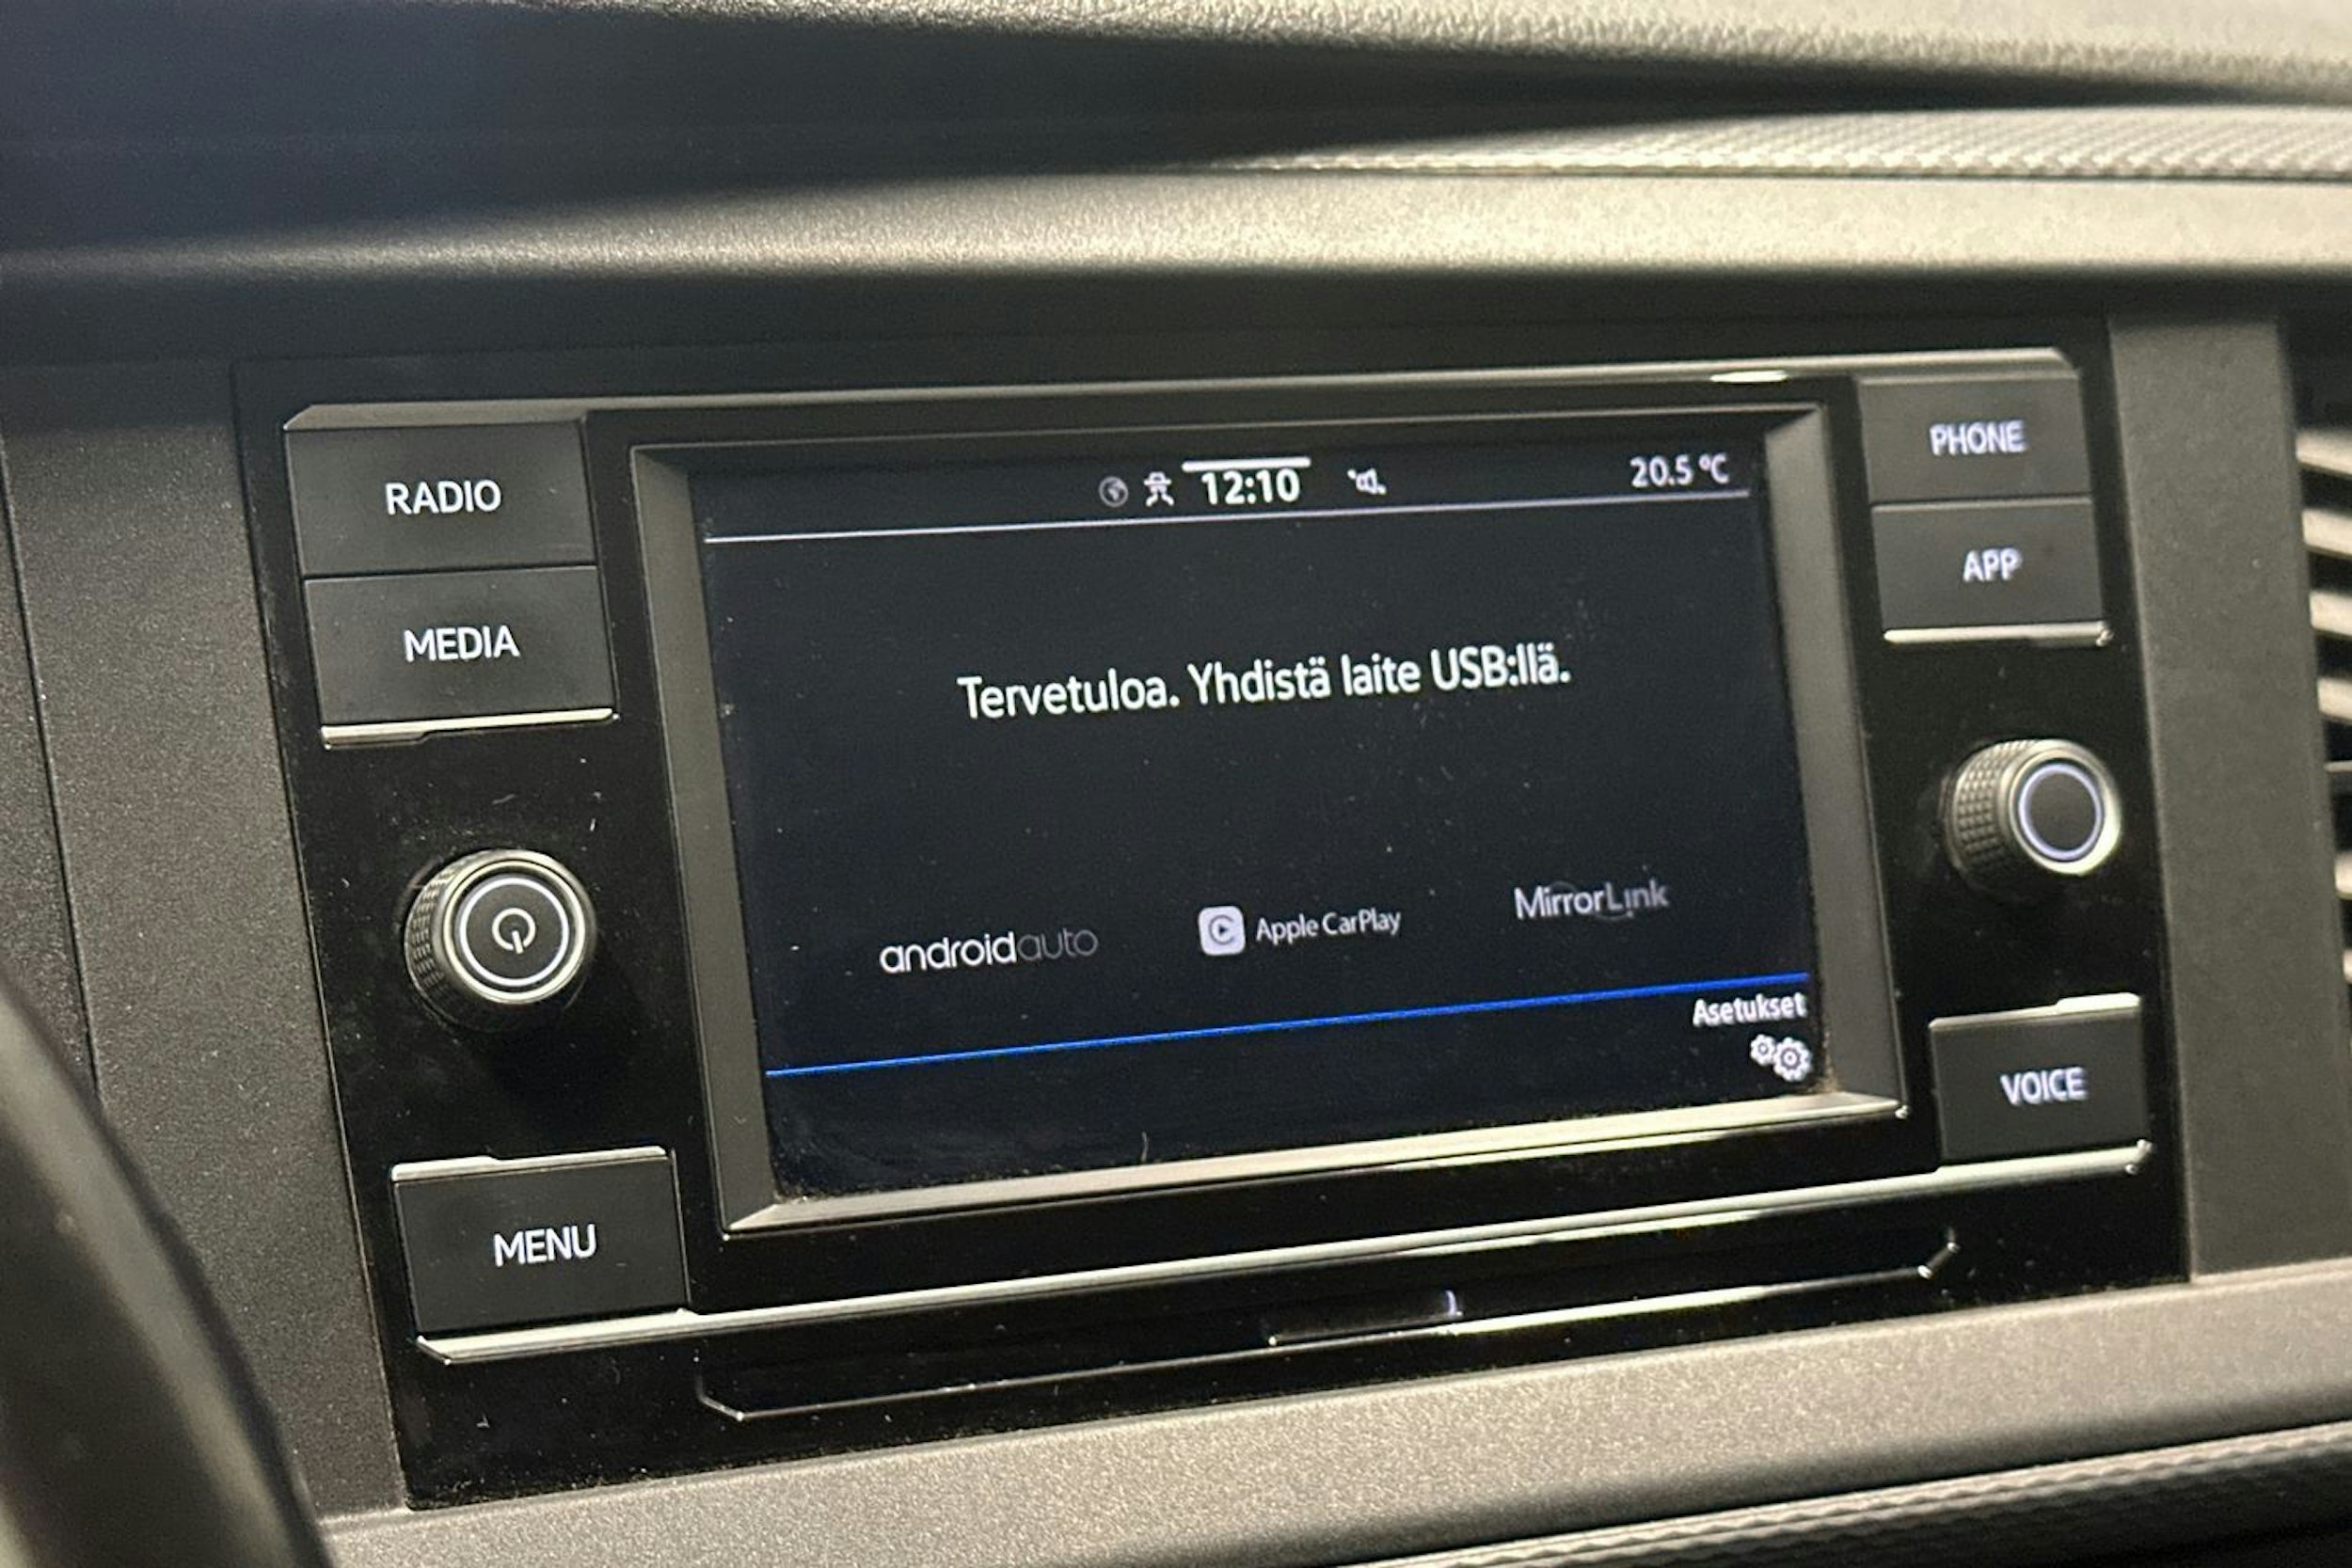 RADIO
MEDIA
MENU
12:10
20.5 °C
Tervetuloa. Yhdistä laite USB:llä.
androidauto
Apple CarPlay
MirrorLink
Asetukset
PHONE
APP
VOICE